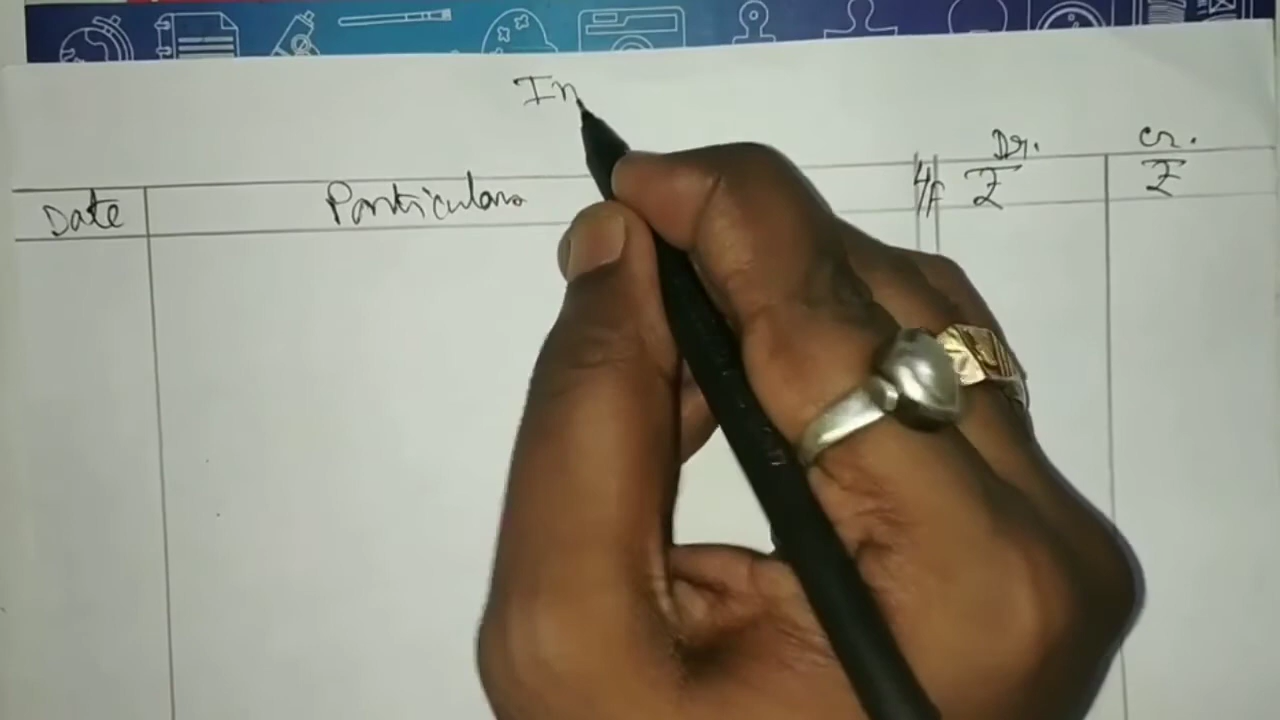 In
Dr. Cr.
Date Particulars L/F ₹ ₹